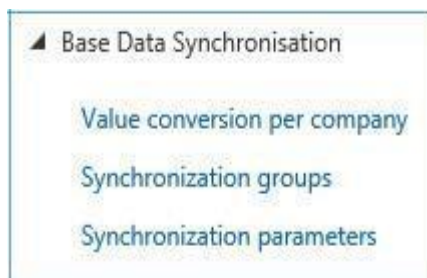 Base Data Synchronisation
Value conversion per company
Synchronization groups
Synchronization parameters